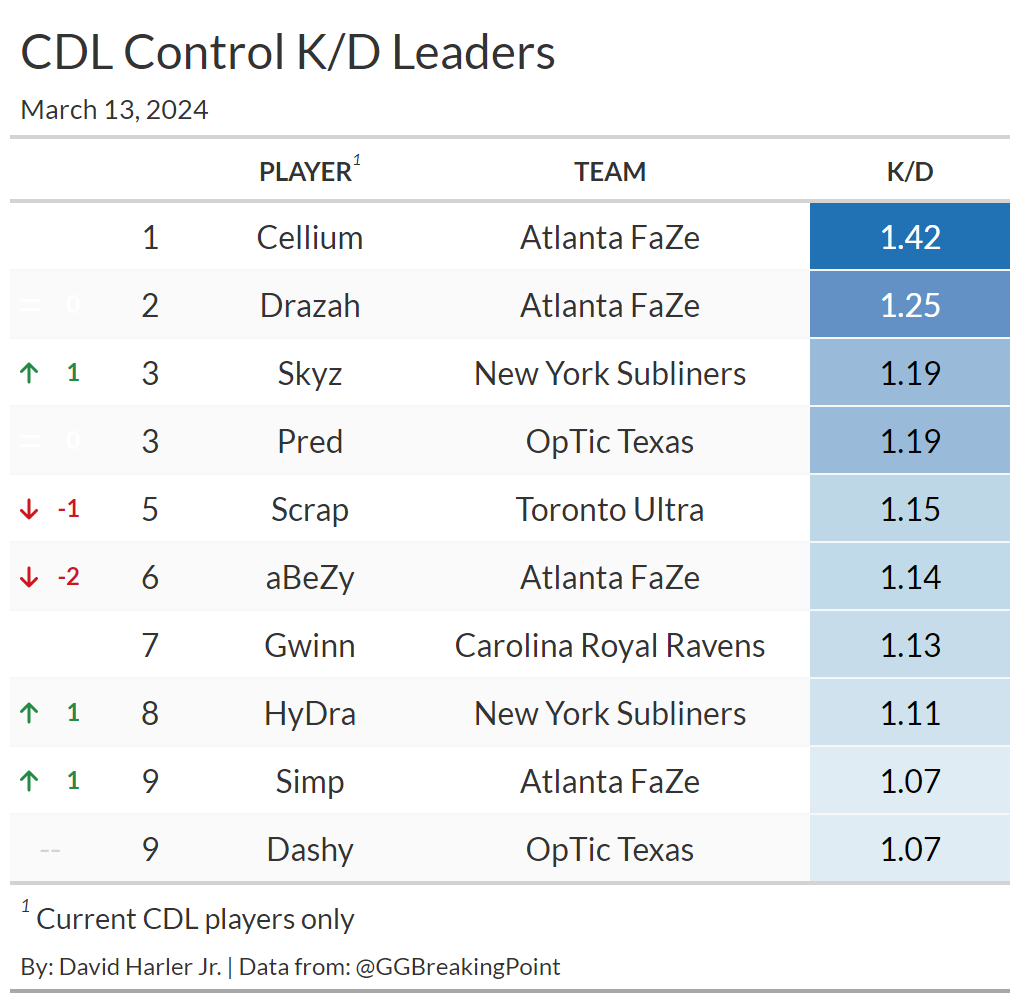 CDL Control K/D Leaders
March 13, 2024
PLAYER¹ TEAM K/D
1 Cellium Atlanta FaZe 1.42
= 0 2 Drazah Atlanta FaZe 1.25
↑ 1 3 Skyz New York Subliners 1.19
= 0 3 Pred OpTic Texas 1.19
↓ -1 5 Scrap Toronto Ultra 1.15
↓ -2 6 aBeZy Atlanta FaZe 1.14
7 Gwinn Carolina Royal Ravens 1.13
↑ 1 8 HyDra New York Subliners 1.11
↑ 1 9 Simp Atlanta FaZe 1.07
-- 9 Dashy OpTic Texas 1.07
¹ Current CDL players only
By: David Harler Jr. | Data from: @GGBreakingPoint